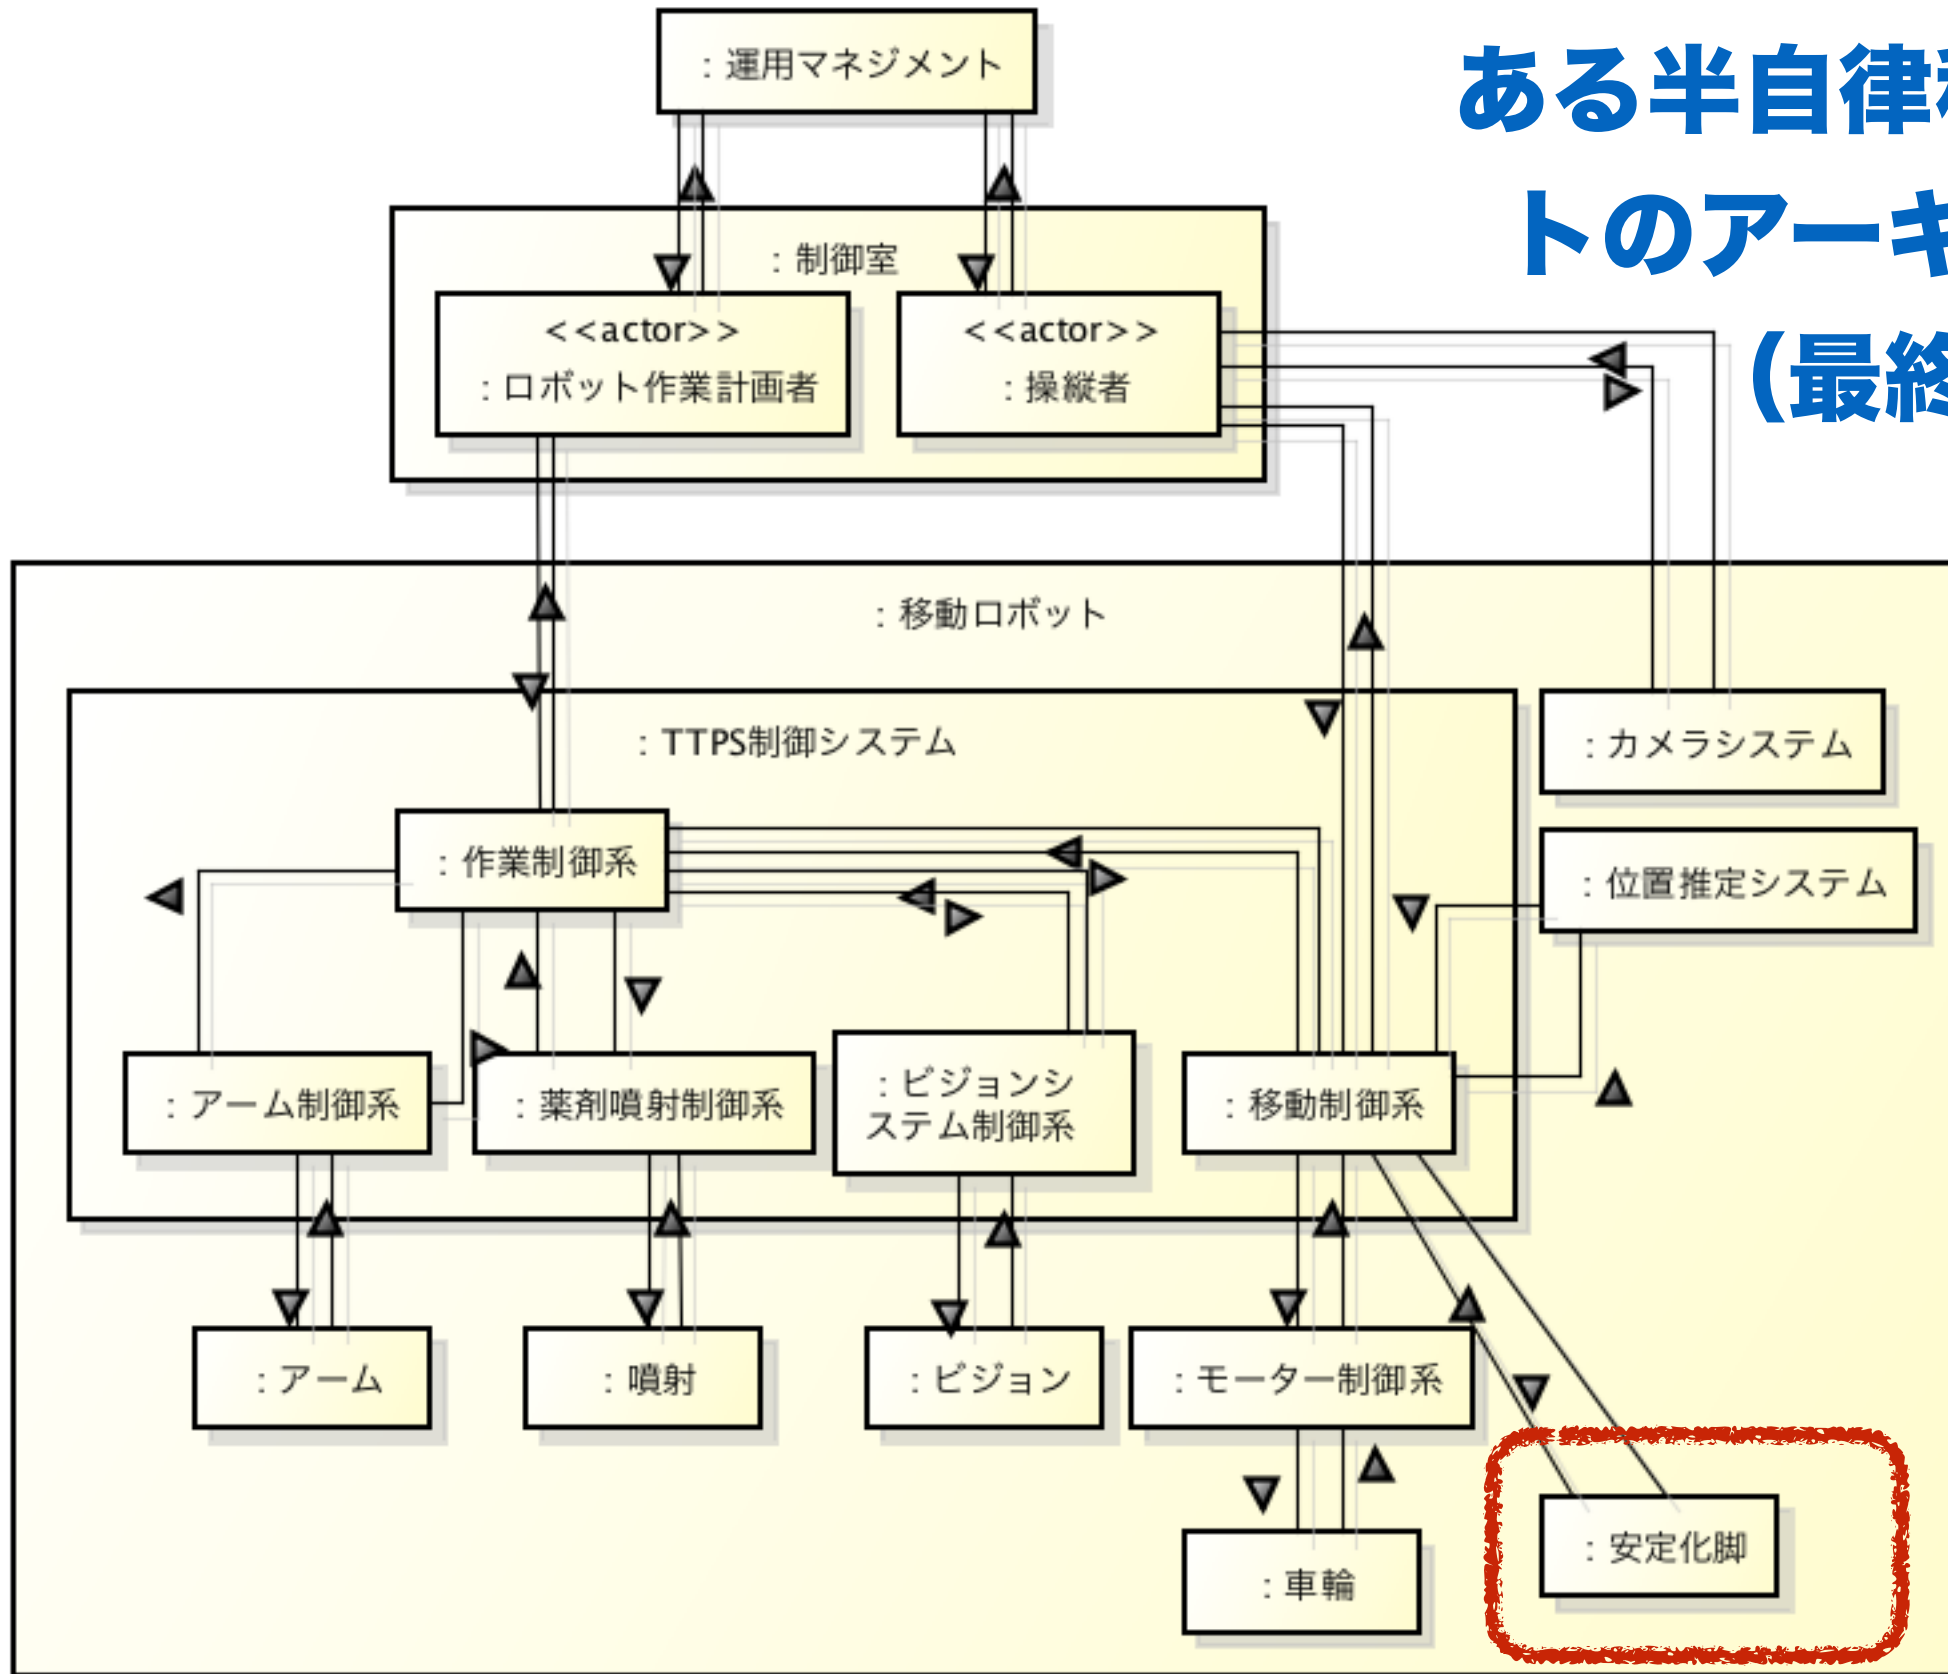 : 運用マネジメント
ある半自律
トのアーキ
(最終
: 制御室
<<actor>>
: ロボット作業計画者
<<actor>>
: 操縦者
: 移動ロボット
: TTPS制御システム
: カメラシステム
: 作業制御系
: 位置推定システム
: アーム制御系
: 薬剤噴射制御系
: ビジョンシ
ステム制御系
: 移動制御系
: アーム
: 噴射
: ビジョン
: モーター制御系
: 車輪
: 安定化脚